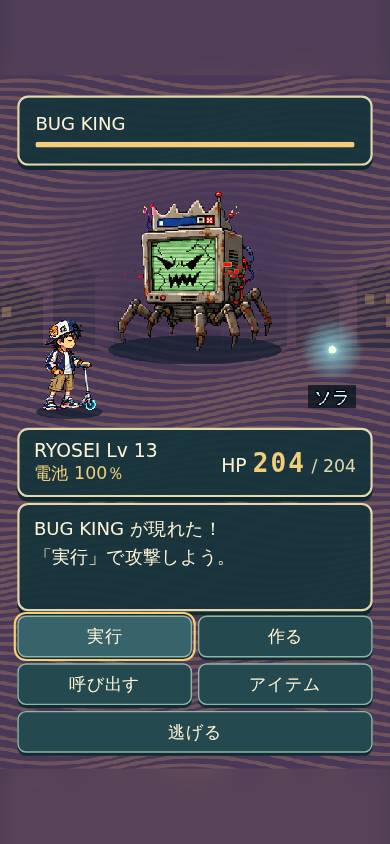 BUG KING
ソラ
RYOSEI Lv 13
電池 100％
HP 204 / 204
BUG KING が現れた！
「実行」で攻撃しよう。
実行
作る
呼び出す
アイテム
逃げる